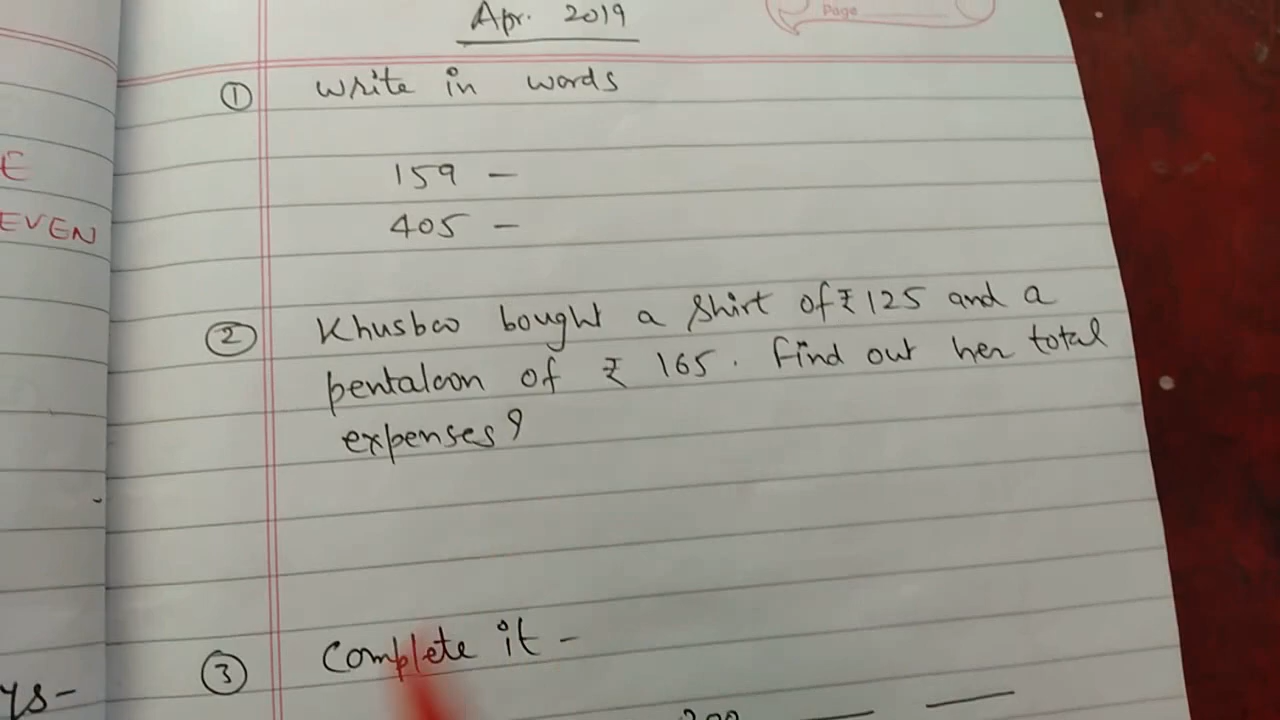 Page
Apr. 2019
① Write in words
159 -
405 -
E
EVEN
② Khusboo bought a Shirt of ₹ 125 and a
pentaloon of ₹ 165. Find out her total
expenses?
③ Complete it -
ys-